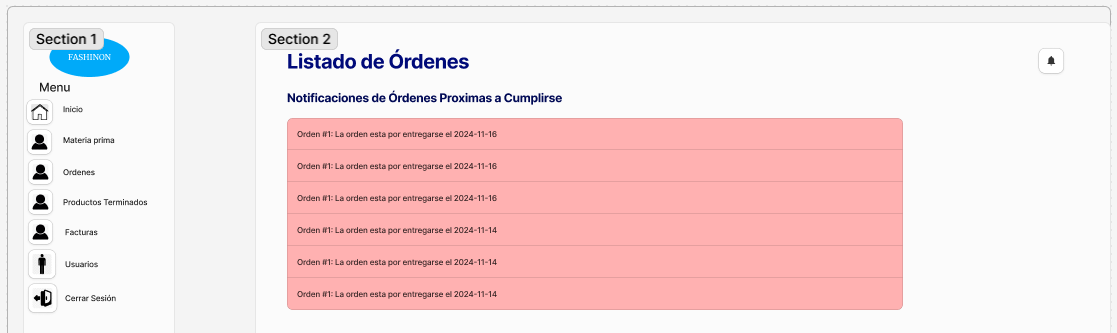 Section 1
FASHINON
Menu
Inicio
Materia prima
Ordenes
Productos Terminados
Facturas
Usuarios
Cerrar Sesión
Section 2
Listado de Órdenes
Notificaciones de Órdenes Proximas a Cumplirse
Orden #1: La orden esta por entregarse el 2024-11-16
Orden #1: La orden esta por entregarse el 2024-11-16
Orden #1: La orden esta por entregarse el 2024-11-16
Orden #1: La orden esta por entregarse el 2024-11-14
Orden #1: La orden esta por entregarse el 2024-11-14
Orden #1: La orden esta por entregarse el 2024-11-14